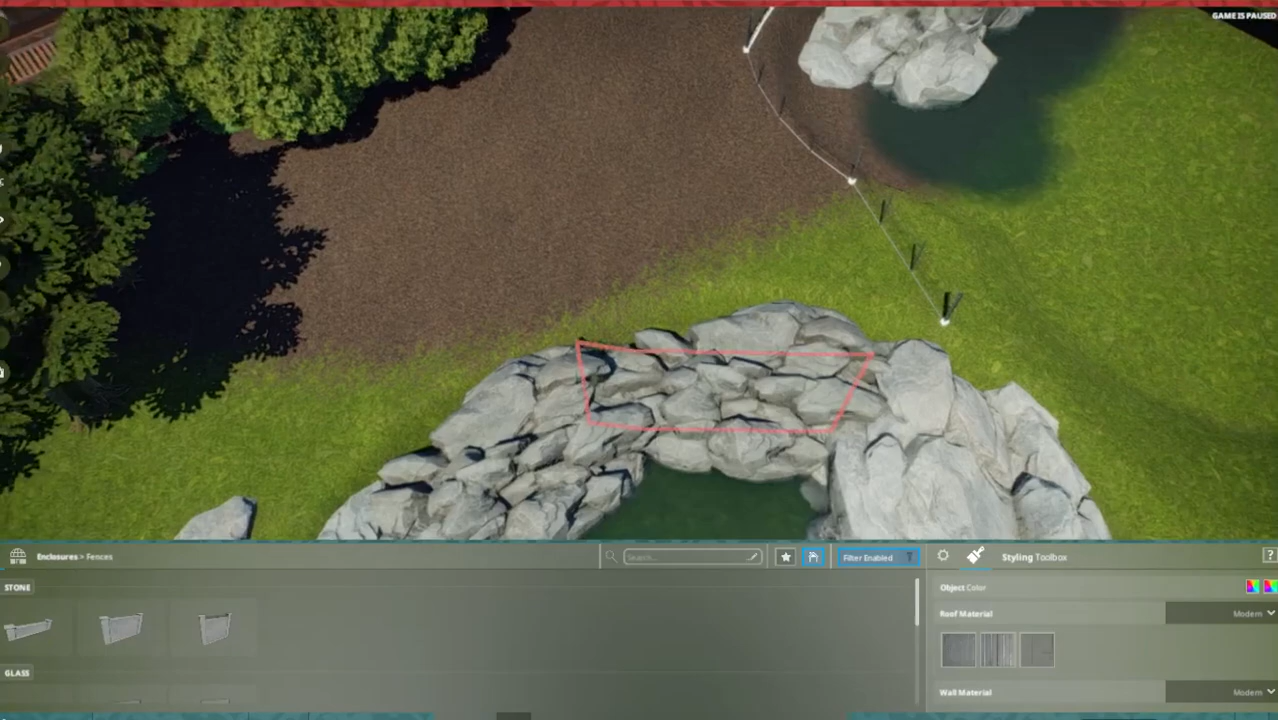 GAME IS PAUSED
Enclosures > Fences
Search...
Filter Enabled
Styling Toolbox
?
STONE
Object Color
Roof Material
Modern
GLASS
Wall Material
Modern